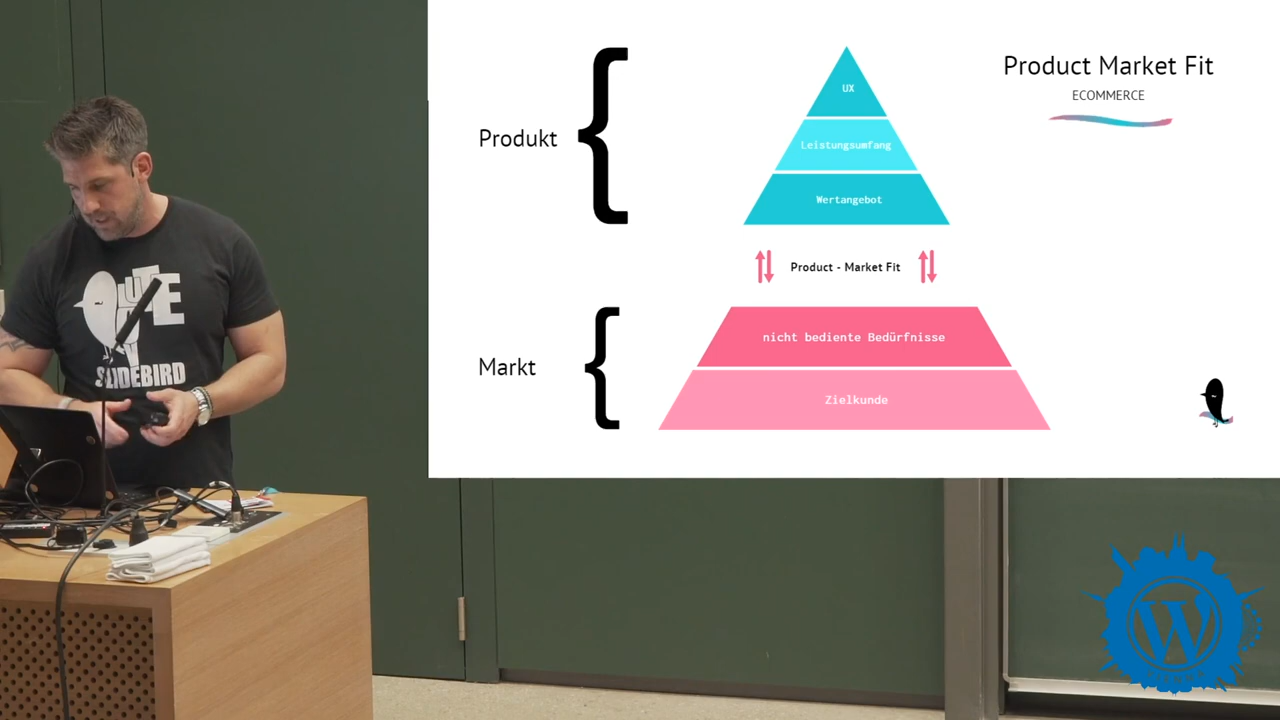 Product Market Fit
ECOMMERCE
Produkt
UX
Leistungsumfang
Wertangebot
Product - Market Fit
Markt
nicht bediente Bedürfnisse
Zielkunde
SLIDEBIRD
W